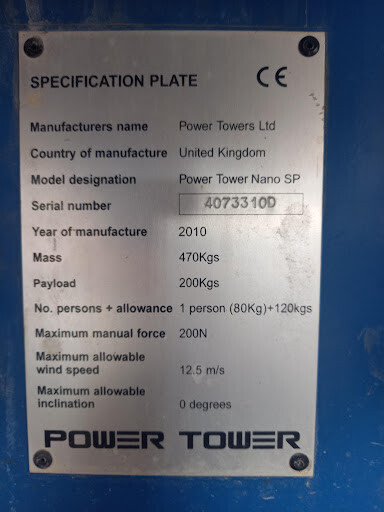 SPECIFICATION PLATE CE
Manufacturers name Power Towers Ltd
Country of manufacture United Kingdom
Model designation Power Tower Nano SP
Serial number 4073310D
Year of manufacture 2010
Mass 470Kgs
Payload 200Kgs
No. persons + allowance 1 person (80Kg)+120kgs
Maximum manual force 200N
Maximum allowable
wind speed 12.5 m/s
Maximum allowable
inclination 0 degrees
POWER TOWER